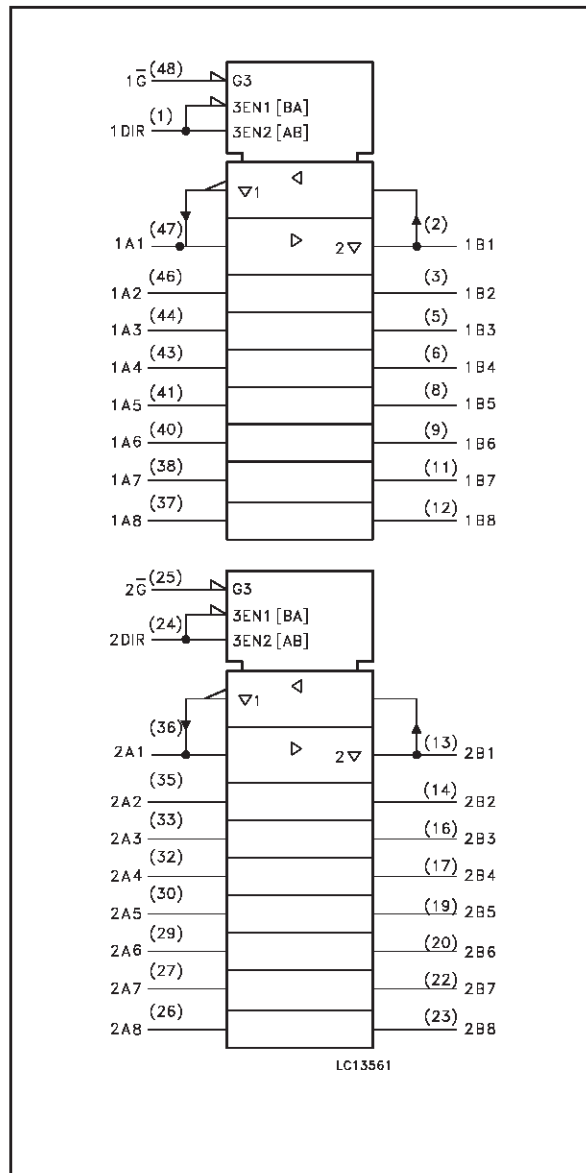 1G̅ (48) G3
3EN1 [BA]
1DIR (1) 3EN2 [AB]
▽1 ◁
1A1 (47) ▷ 2▽ (2) 1B1
1A2 (46) (3) 1B2
1A3 (44) (5) 1B3
1A4 (43) (6) 1B4
1A5 (41) (8) 1B5
1A6 (40) (9) 1B6
1A7 (38) (11) 1B7
1A8 (37) (12) 1B8
2G̅ (25) G3
3EN1 [BA]
2DIR (24) 3EN2 [AB]
▽1 ◁
2A1 (36) ▷ 2▽ (13) 2B1
2A2 (35) (14) 2B2
2A3 (33) (16) 2B3
2A4 (32) (17) 2B4
2A5 (30) (19) 2B5
2A6 (29) (20) 2B6
2A7 (27) (22) 2B7
2A8 (26) (23) 2B8
LC13561